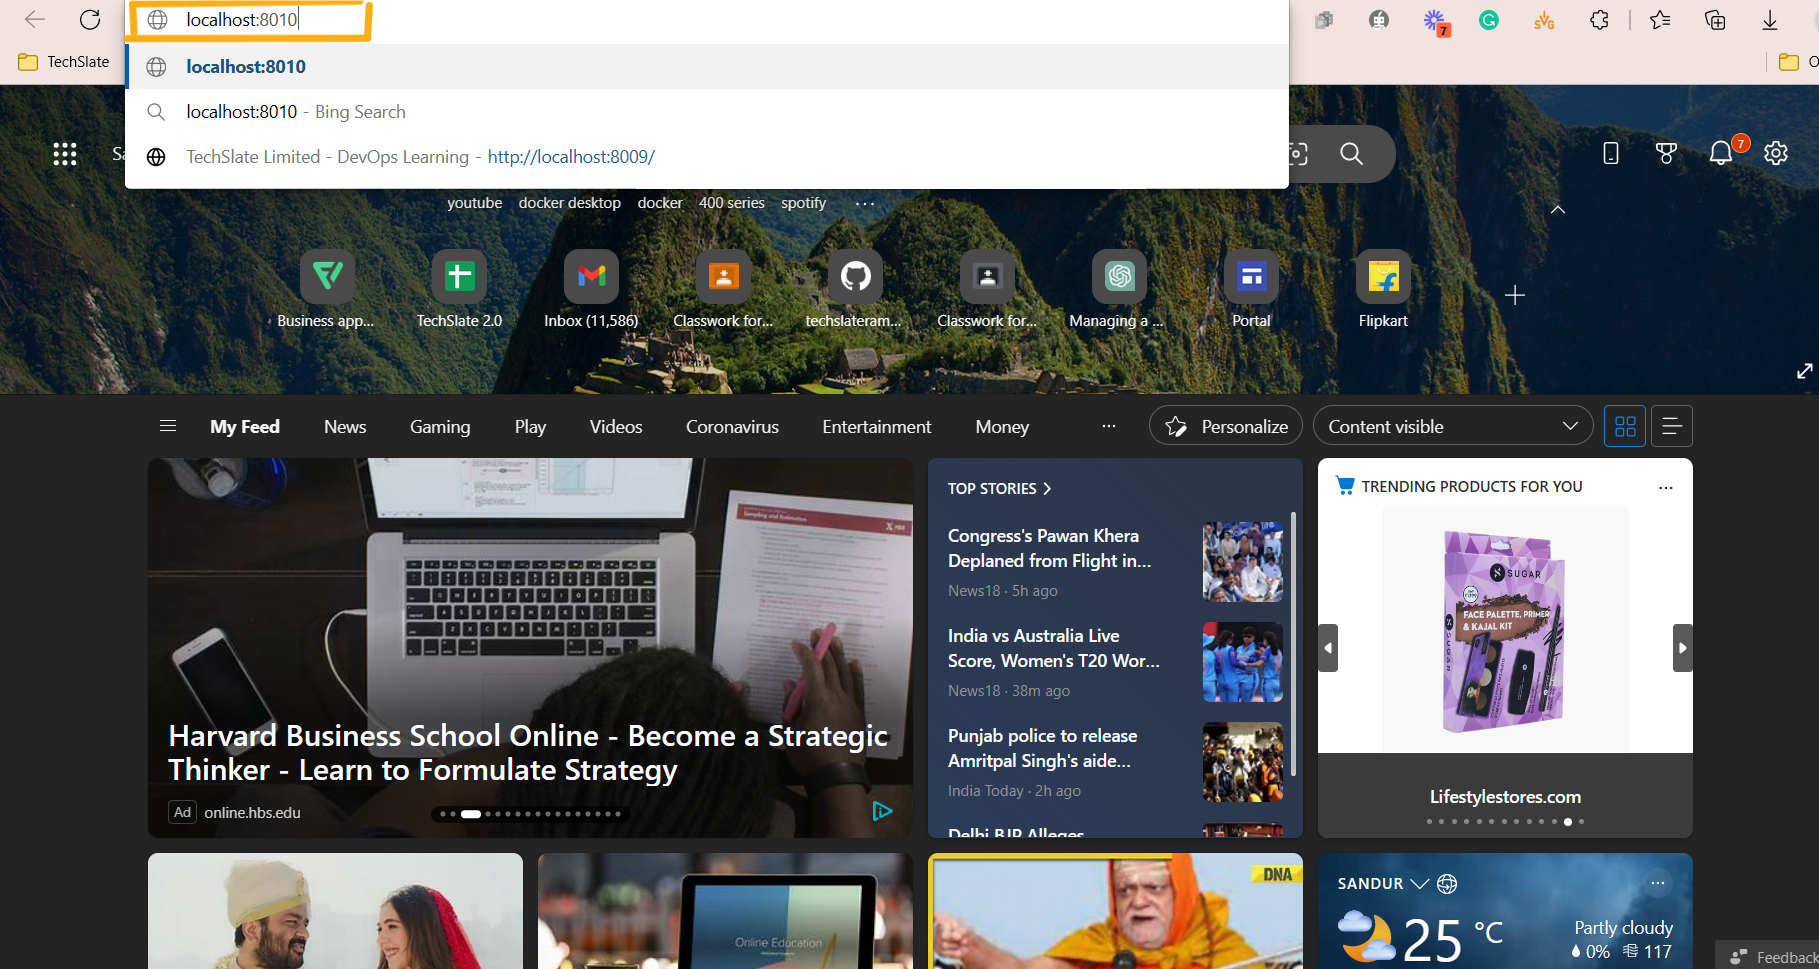 localhost:8010
7
TechSlate
localhost:8010
localhost:8010 - Bing Search
TechSlate Limited - DevOps Learning - http://localhost:8009/
7
youtube docker desktop docker 400 series spotify ...
Business app...
TechSlate 2.0
Inbox (11,586)
Classwork for...
techslateram...
Classwork for...
Managing a ...
Portal
Flipkart
My Feed News Gaming Play Videos Coronavirus Entertainment Money ... Personalize Content visible
Harvard Business School Online - Become a Strategic
Thinker - Learn to Formulate Strategy
Ad online.hbs.edu
TOP STORIES
Congress's Pawan Khera
Deplaned from Flight in...
News18 · 5h ago
India vs Australia Live
Score, Women's T20 Wor...
News18 · 38m ago
Punjab police to release
Amritpal Singh's aide...
India Today · 2h ago
Delhi BJP Alleges
TRENDING PRODUCTS FOR YOU
SUGAR
FACE PALETTE, PRIMER
& KAJAL KIT
SUGAR
Lifestylestores.com
Online Education
DNA
SANDUR
25 °C
Partly cloudy
0% 117
Feedback